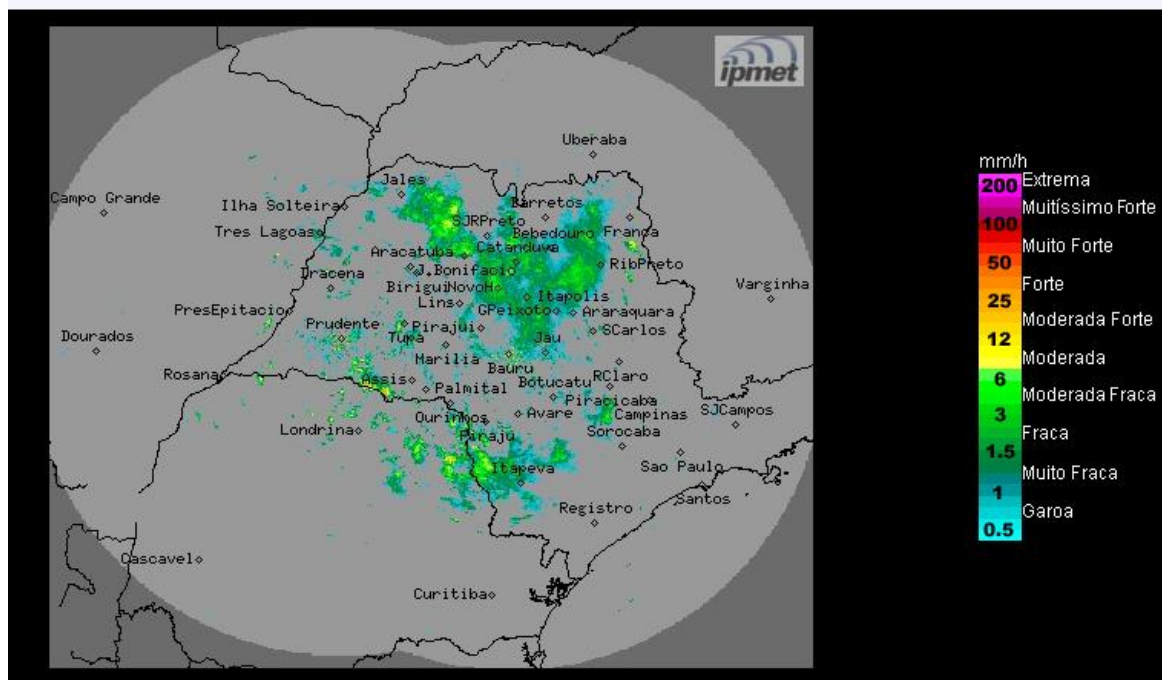 ipmet
Uberaba
Jales
Campo Grande
Ilha Solteira
Barretos
SJRPreto
Tres Lagoas
Bebedouro
Franca
Aracatuba
Catanduva
Dracena
J.Bonifacio
RibPreto
Birigui
NovoH
Varginha
Lins
Itapolis
PresEpitacio
GPeixoto
Araraquara
Prudente
Pirajui
SCarlos
Dourados
Tupa
Jau
Marilia
Bauru
Rosana
Assis
Botucatu
RClaro
Palmital
Piracicaba
Ourinhos
Avare
Campinas
SJCampos
Londrina
Piraju
Sorocaba
Itapeva
Sao Paulo
Santos
Registro
Cascavel
Curitiba
mm/h
200 Extrema
Muitíssimo Forte
100
Muito Forte
50
Forte
25
Moderada Forte
12
Moderada
6
Moderada Fraca
3
Fraca
1.5
Muito Fraca
1
Garoa
0.5